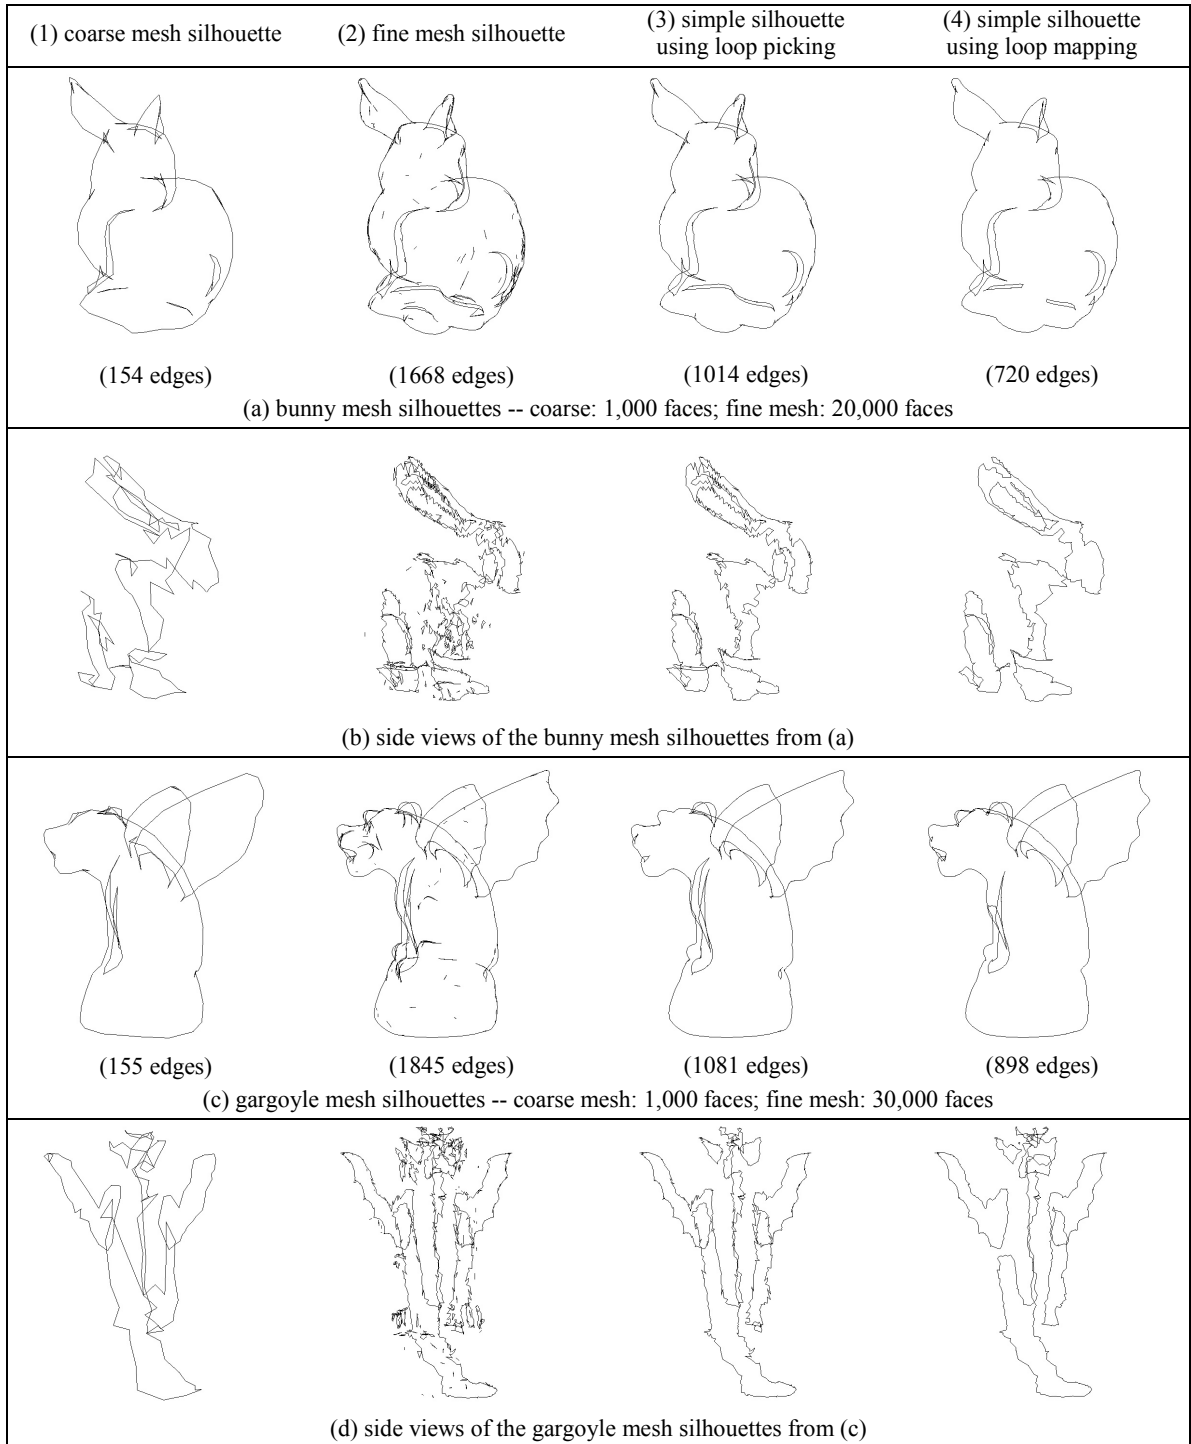 (1) coarse mesh silhouette
(2) fine mesh silhouette
(3) simple silhouette
using loop picking
(4) simple silhouette
using loop mapping
(154 edges)
(1668 edges)
(1014 edges)
(720 edges)
(a) bunny mesh silhouettes -- coarse: 1,000 faces; fine mesh: 20,000 faces
(b) side views of the bunny mesh silhouettes from (a)
(155 edges)
(1845 edges)
(1081 edges)
(898 edges)
(c) gargoyle mesh silhouettes -- coarse mesh: 1,000 faces; fine mesh: 30,000 faces
(d) side views of the gargoyle mesh silhouettes from (c)